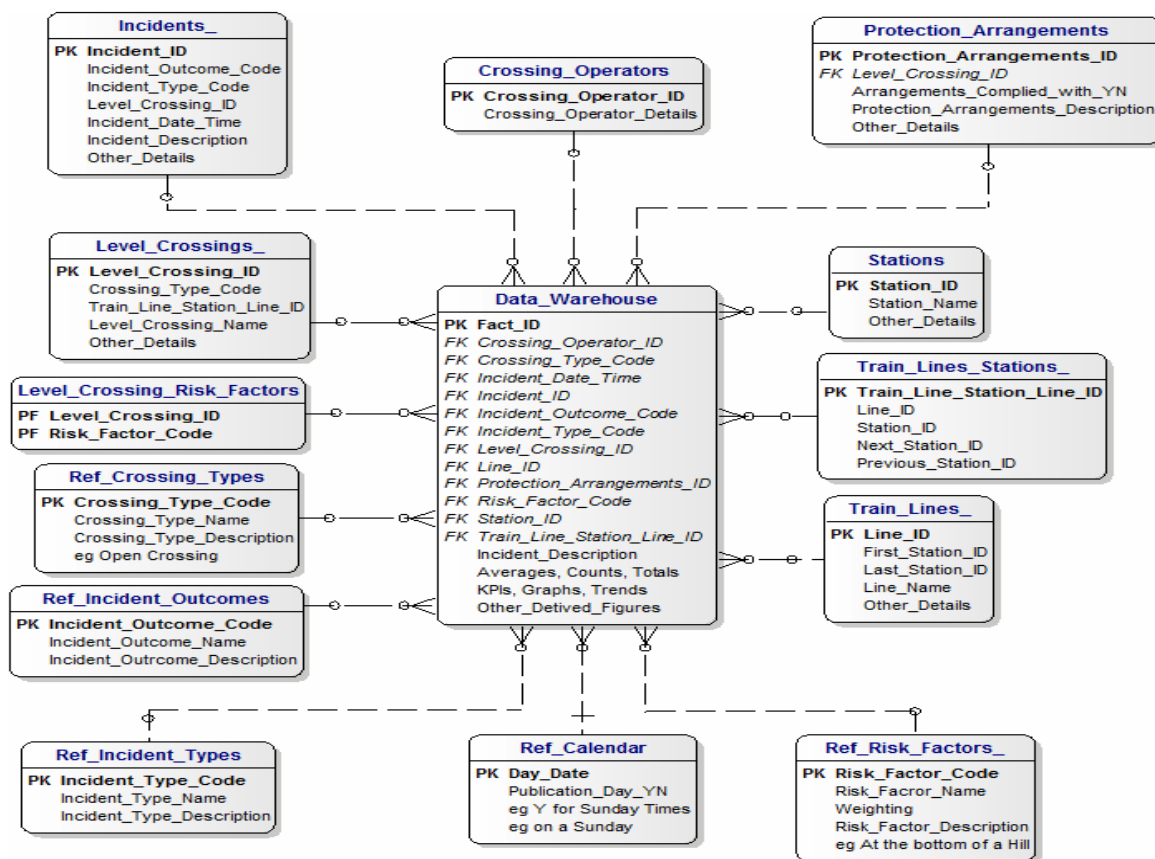 Incidents_
PK Incident_ID
Incident_Outcome_Code
Incident_Type_Code
Level_Crossing_ID
Incident_Date_Time
Incident_Description
Other_Details
Crossing_Operators
PK Crossing_Operator_ID
Crossing_Operator_Details
Protection_Arrangements
PK Protection_Arrangements_ID
FK Level_Crossing_ID
Arrangements_Complied_with_YN
Protection_Arrangements_Description
Other_Details
Level_Crossings_
PK Level_Crossing_ID
Crossing_Type_Code
Train_Line_Station_Line_ID
Level_Crossing_Name
Other_Details
Level_Crossing_Risk_Factors
PF Level_Crossing_ID
PF Risk_Factor_Code
Ref_Crossing_Types
PK Crossing_Type_Code
Crossing_Type_Name
Crossing_Type_Description
eg Open Crossing
Ref_Incident_Outcomes
PK Incident_Outcome_Code
Incident_Outcome_Name
Incident_Outrcome_Description
Data_Warehouse
PK Fact_ID
FK Crossing_Operator_ID
FK Crossing_Type_Code
FK Incident_Date_Time
FK Incident_ID
FK Incident_Outcome_Code
FK Incident_Type_Code
FK Level_Crossing_ID
FK Line_ID
FK Protection_Arrangements_ID
FK Risk_Factor_Code
FK Station_ID
FK Train_Line_Station_Line_ID
Incident_Description
Averages, Counts, Totals
KPIs, Graphs, Trends
Other_Detived_Figures
Stations
PK Station_ID
Station_Name
Other_Details
Train_Lines_Stations_
PK Train_Line_Station_Line_ID
Line_ID
Station_ID
Next_Station_ID
Previous_Station_ID
Train_Lines_
PK Line_ID
First_Station_ID
Last_Station_ID
Line_Name
Other_Details
Ref_Incident_Types
PK Incident_Type_Code
Incident_Type_Name
Incident_Type_Description
Ref_Calendar
PK Day_Date
Publication_Day_YN
eg Y for Sunday Times
eg on a Sunday
Ref_Risk_Factors_
PK Risk_Factor_Code
Risk_Facror_Name
Weighting
Risk_Factor_Description
eg At the bottom of a Hill